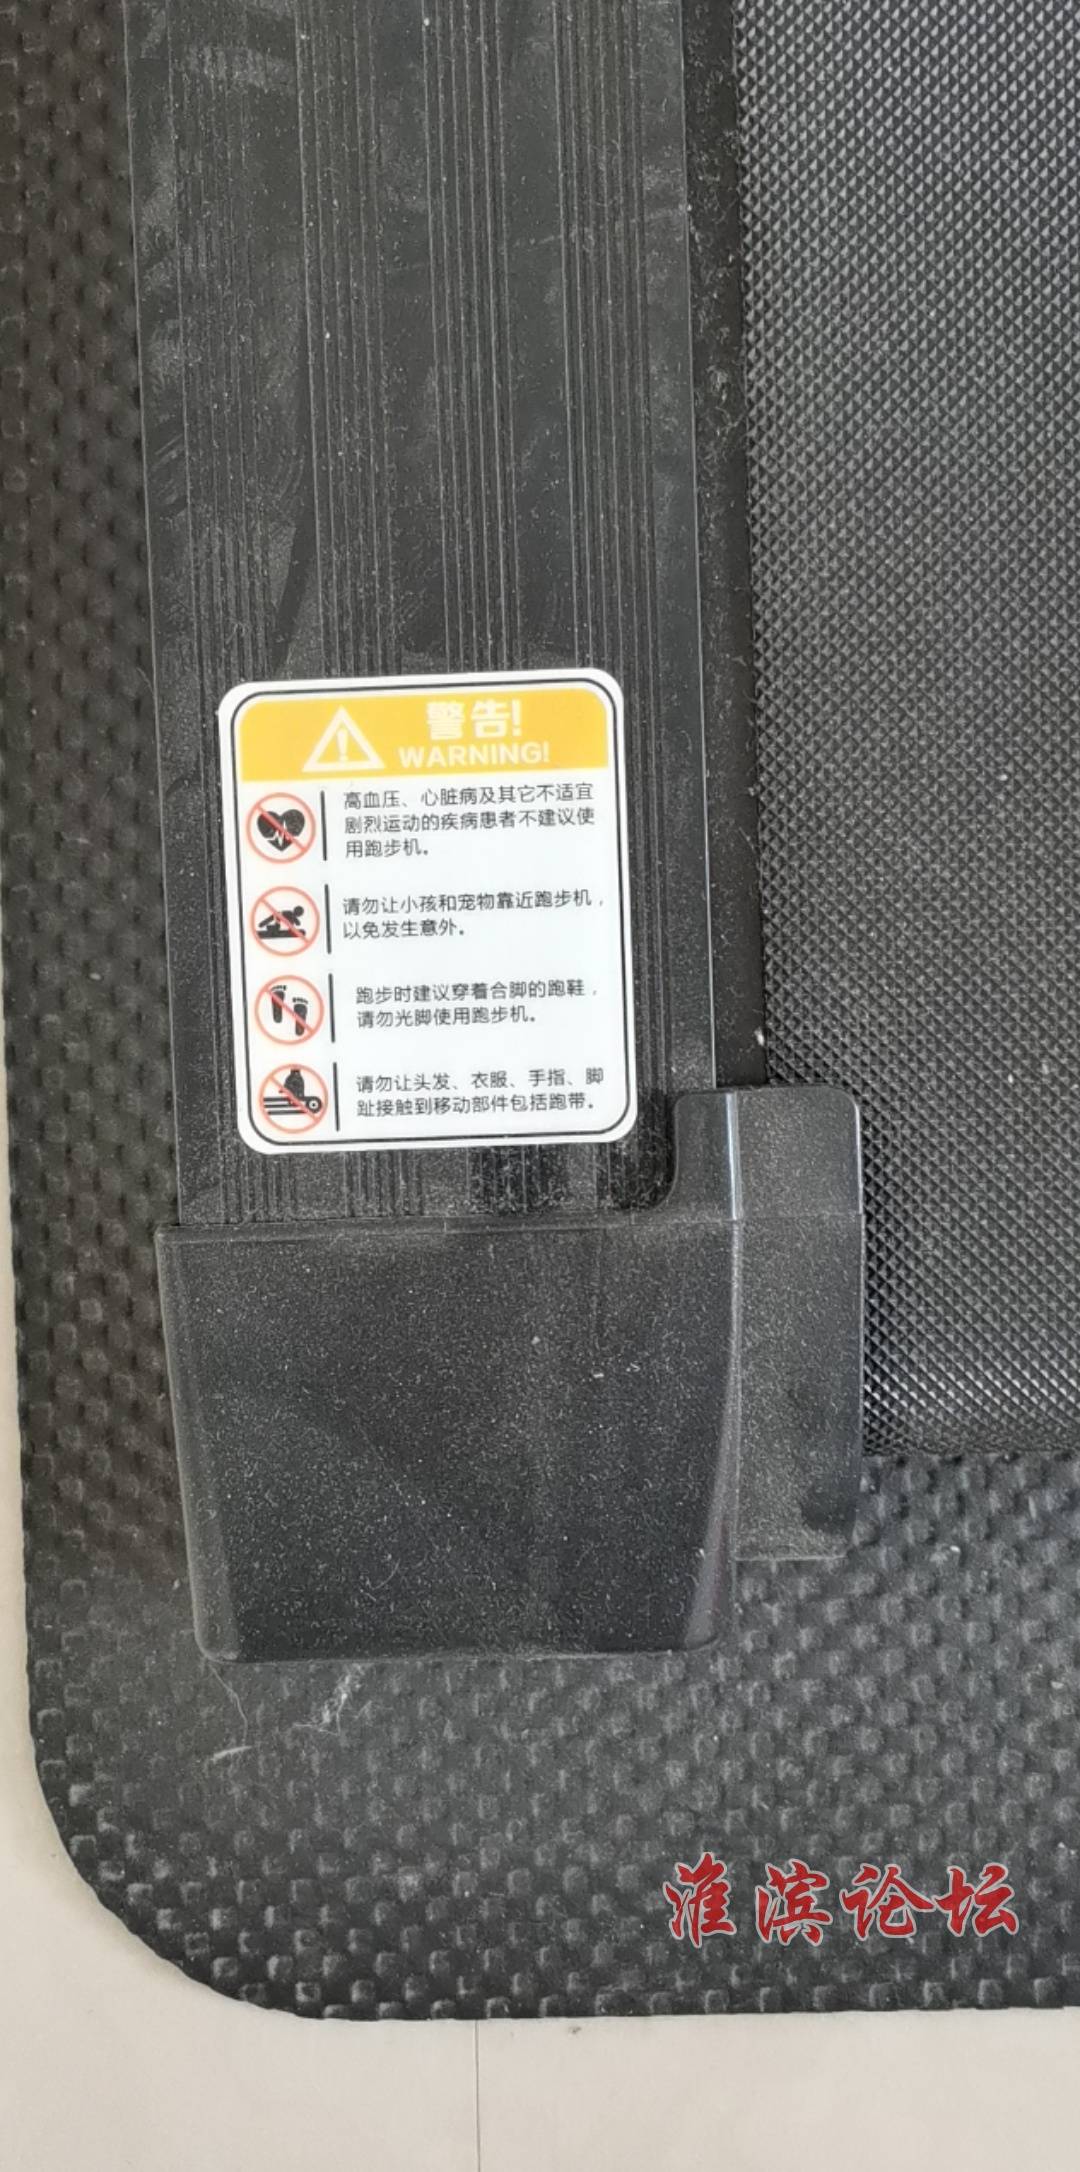 警告!
WARNING!
高血压、心脏病及其它不适宜
剧烈运动的疾病患者不建议使
用跑步机。
请勿让小孩和宠物靠近跑步机，
以免发生意外。
跑步时建议穿着合脚的跑鞋，
请勿光脚使用跑步机。
请勿让头发、衣服、手指、脚
趾接触到移动部件包括跑带。
淮滨论坛